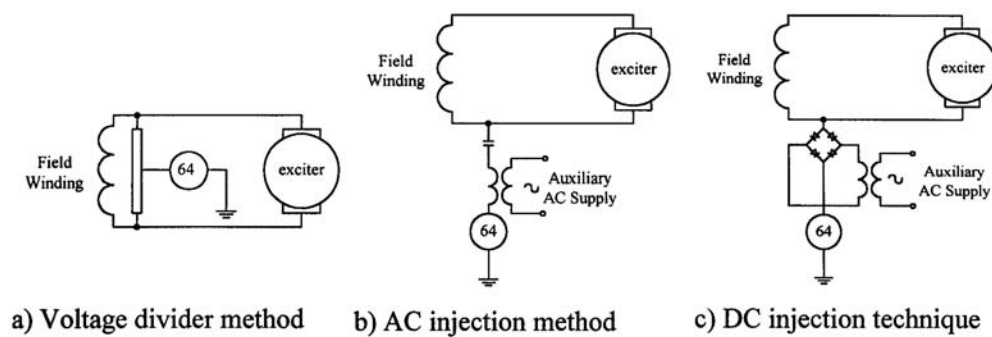 Field
Winding
64
exciter
a) Voltage divider method
Field
Winding
exciter
Auxiliary
AC Supply
64
b) AC injection method
Field
Winding
exciter
Auxiliary
AC Supply
64
c) DC injection technique